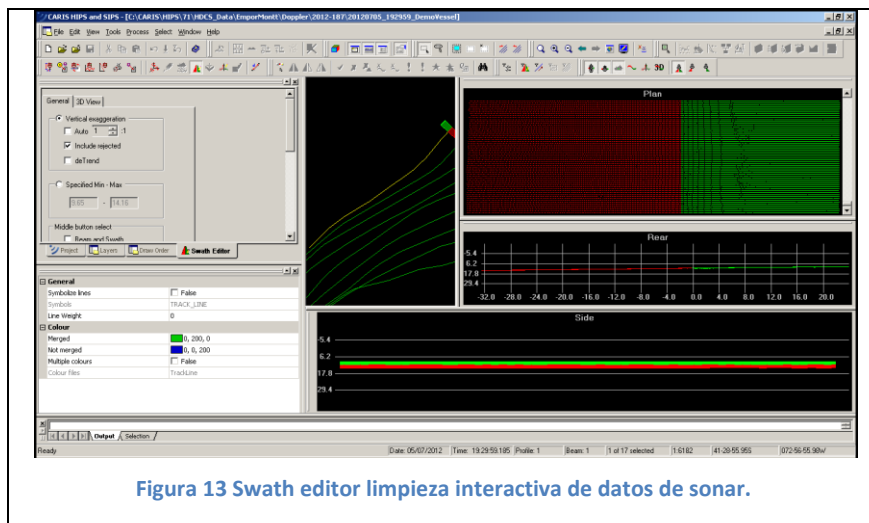 CARIS HIPS and SIPS - [C:\CARIS\HIPS\71\HDCS_Data\EmporMontt\Doppler\2012-187\20120705_192959_DemoVessel]
File Edit View Tools Process Select Window Help
3D
General 3D View
Vertical exaggeration
Auto 1 :1
Include rejected
deTrend
Specified Min - Max
9.65 - 14.16
Middle button select
Beam and Swath
Project Layers Draw Order Swath Editor
General
Symbolize lines False
Symbols TRACK_LINE
Line Weight 0
Colour
Merged 0, 200, 0
Not merged 0, 0, 200
Multiple colours False
Colour files TrackLine
Plan
Rear
-5.4
6.2
17.8
29.4
-32.0 -28.0 -24.0 -20.0 -16.0 -12.0 -8.0 -4.0 0.0 4.0 8.0 12.0 16.0 20.0
Side
-5.4
6.2
17.8
29.4
Output Selection
Ready Date: 05/07/2012 Time: 19:29:59.185 Profile: 1 Beam: 1 1 of 17 selected 1:6182 41-28-55.95S 072-56-55.98W
Figura 13 Swath editor limpieza interactiva de datos de sonar.